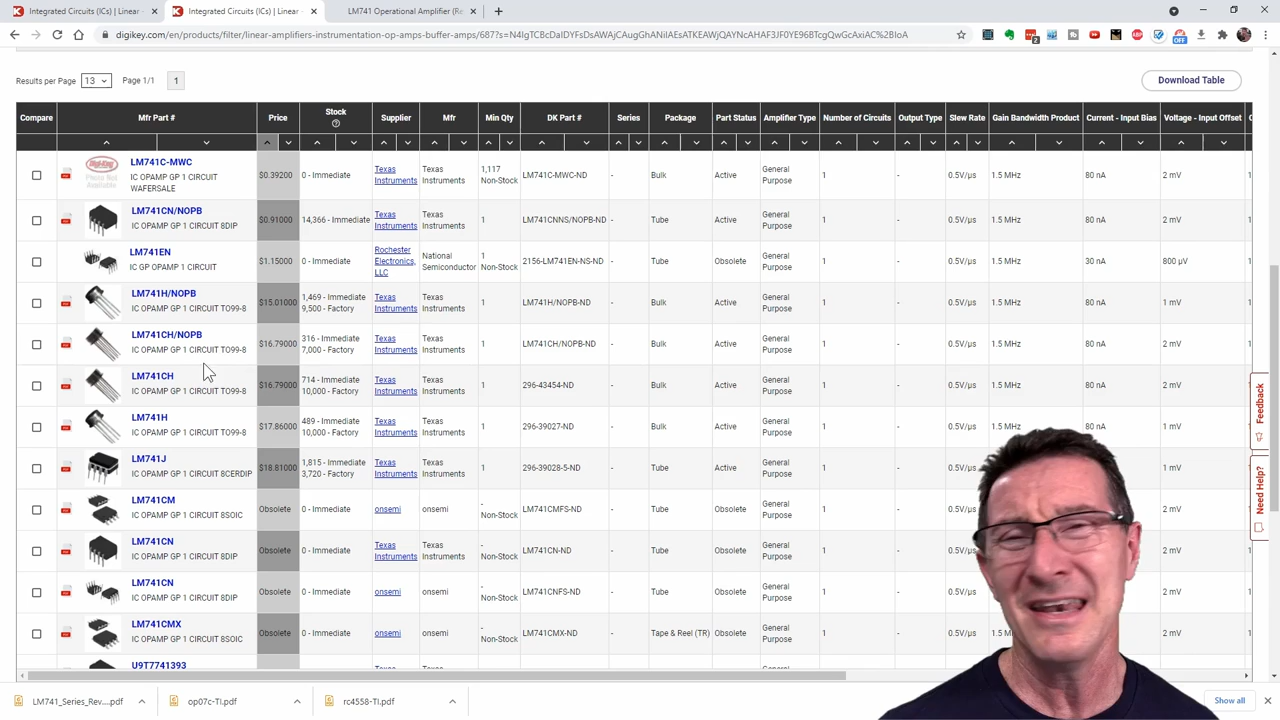 Integrated Circuits (ICs) | Linear -
Integrated Circuits (ICs) | Linear -
LM741 Operational Amplifier (Re
digikey.com/en/products/filter/linear-amplifiers-instrumentation-op-amps-buffer-amps/687?s=
Results per Page 13 Page 1/1 1
Download Table
Compare Mfr Part # Price Stock Supplier Mfr Min Qty DK Part # Series Package Part Status Amplifier Type Number of Circuits Output Type Slew Rate Gain Bandwidth Product Current - Input Bias Voltage - Input Offset
LM741C-MWC
IC OPAMP GP 1 CIRCUIT
WAFERSALE
$0.39200 0 - Immediate Texas Instruments Texas Instruments 1,117 Non-Stock LM741C-MWC-ND - Bulk Active General Purpose 1 - 0.5V/µs 1.5 MHz 80 nA 2 mV
LM741CN/NOPB
IC OPAMP GP 1 CIRCUIT 8DIP
$0.91000 14,366 - Immediate Texas Instruments Texas Instruments 1 LM741CNNS/NOPB-ND - Tube Active General Purpose 1 - 0.5V/µs 1.5 MHz 80 nA 2 mV
LM741EN
IC GP OPAMP 1 CIRCUIT
$1.15000 0 - Immediate Rochester Electronics, LLC National Semiconductor 1 Non-Stock 2156-LM741EN-NS-ND - Tube Obsolete General Purpose 1 - 0.5V/µs 1.5 MHz 30 nA 800 µV
LM741H/NOPB
IC OPAMP GP 1 CIRCUIT TO99-8
$15.01000 1,469 - Immediate 9,500 - Factory Texas Instruments Texas Instruments 1 LM741H/NOPB-ND - Bulk Active General Purpose 1 - 0.5V/µs 1.5 MHz 80 nA 1 mV
LM741CH/NOPB
IC OPAMP GP 1 CIRCUIT TO99-8
$16.79000 316 - Immediate 7,000 - Factory Texas Instruments Texas Instruments 1 LM741CH/NOPB-ND - Bulk Active General Purpose 1 - 0.5V/µs 1.5 MHz 80 nA 2 mV
LM741CH
IC OPAMP GP 1 CIRCUIT TO99-8
$16.79000 714 - Immediate 10,000 - Factory Texas Instruments Texas Instruments 1 296-43454-ND - Bulk Active General Purpose 1 - 0.5V/µs 1.5 MHz 80 nA 2 mV
LM741H
IC OPAMP GP 1 CIRCUIT TO99-8
$17.86000 489 - Immediate 10,000 - Factory Texas Instruments Texas Instruments 1 296-39027-ND - Bulk Active General Purpose 1 - 0.5V/µs 1.5 MHz 80 nA 1 mV
LM741J
IC OPAMP GP 1 CIRCUIT 8CERDIP
$18.81000 1,815 - Immediate 3,720 - Factory Texas Instruments Texas Instruments 1 296-39028-5-ND - Tube Active General Purpose 1 - 0.5V/µs 1 mV
LM741CM
IC OPAMP GP 1 CIRCUIT 8SOIC
Obsolete 0 - Immediate onsemi onsemi - Non-Stock LM741CMFS-ND - Tube Obsolete General Purpose 1 - 0.5V/µs 2 mV
LM741CN
IC OPAMP GP 1 CIRCUIT 8DIP
Obsolete 0 - Immediate Texas Instruments Texas Instruments - Non-Stock LM741CN-ND - Tube Obsolete General Purpose 1 - 0.5V/µs 2 mV
LM741CN
IC OPAMP GP 1 CIRCUIT 8DIP
Obsolete 0 - Immediate onsemi onsemi - Non-Stock LM741CNFS-ND - Tube Obsolete General Purpose 1 - 0.5V/µs 2 mV
LM741CMX
IC OPAMP GP 1 CIRCUIT 8SOIC
Obsolete 0 - Immediate onsemi onsemi - Non-Stock LM741CMX-ND - Tape & Reel (TR) Obsolete General Purpose 1 - 0.5V/µs 1.5 M 2 mV
U9T7741393
Feedback
Need Help?
LM741_Series_Rev....pdf
op07c-TI.pdf
rc4558-TI.pdf
Show all